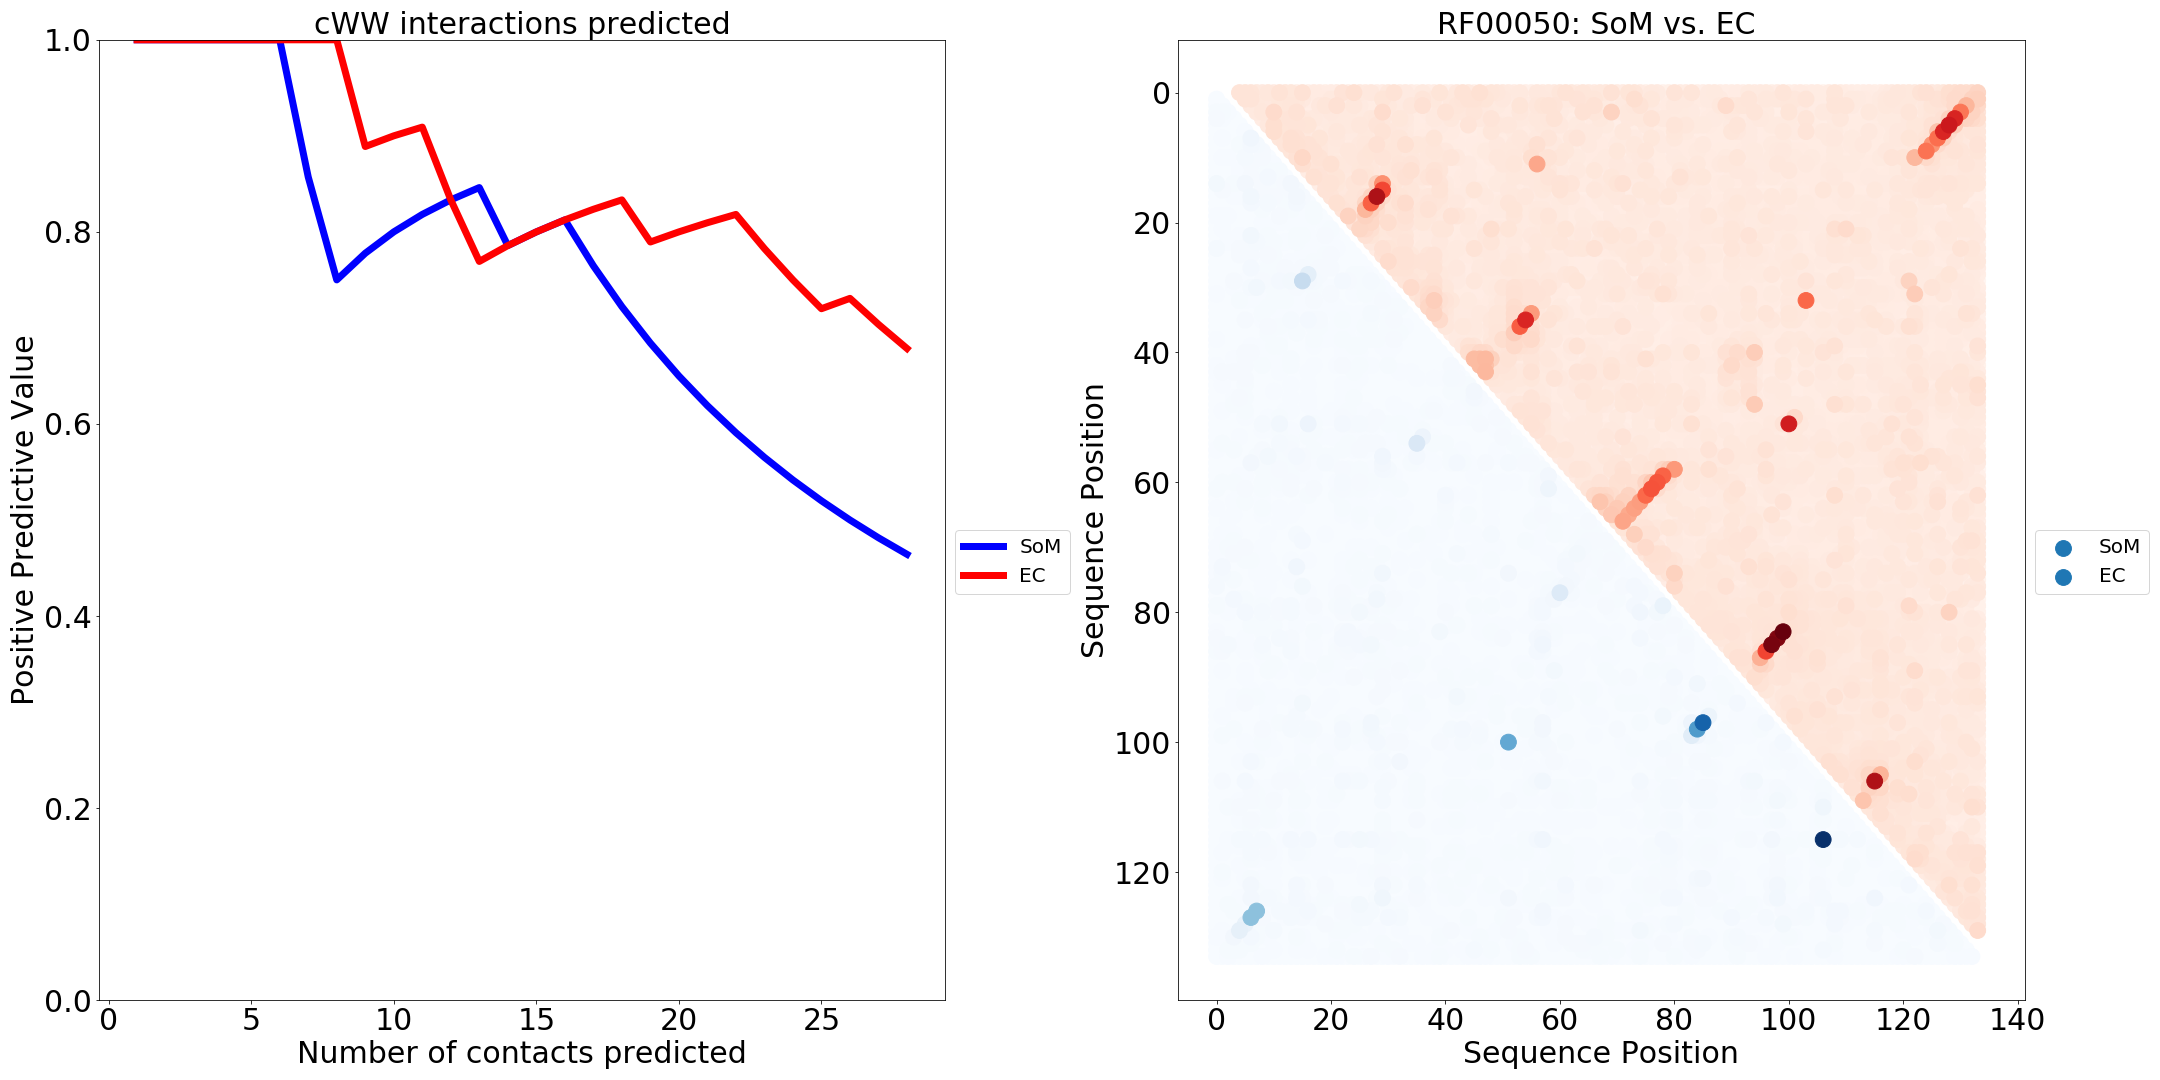 cWW interactions predicted
Positive Predictive Value
1.0
0.8
0.6
0.4
0.2
0.0
0 5 10 15 20 25
Number of contacts predicted
SoM
EC
RF00050: SoM vs. EC
Sequence Position
0
20
40
60
80
100
120
0 20 40 60 80 100 120 140
Sequence Position
SoM
EC